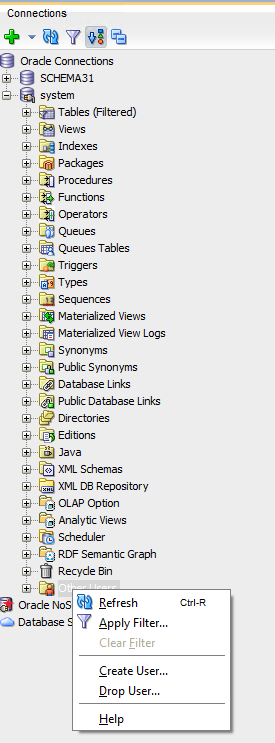 Connections
Oracle Connections
SCHEMA31
system
Tables (Filtered)
Views
Indexes
Packages
Procedures
Functions
Operators
Queues
Queues Tables
Triggers
Types
Sequences
Materialized Views
Materialized View Logs
Synonyms
Public Synonyms
Database Links
Public Database Links
Directories
Editions
Java
XML Schemas
XML DB Repository
OLAP Option
Analytic Views
Scheduler
RDF Semantic Graph
Recycle Bin
Other Users
Oracle NoS
Refresh Ctrl-R
Database S
Apply Filter...
Clear Filter
Create User...
Drop User...
Help